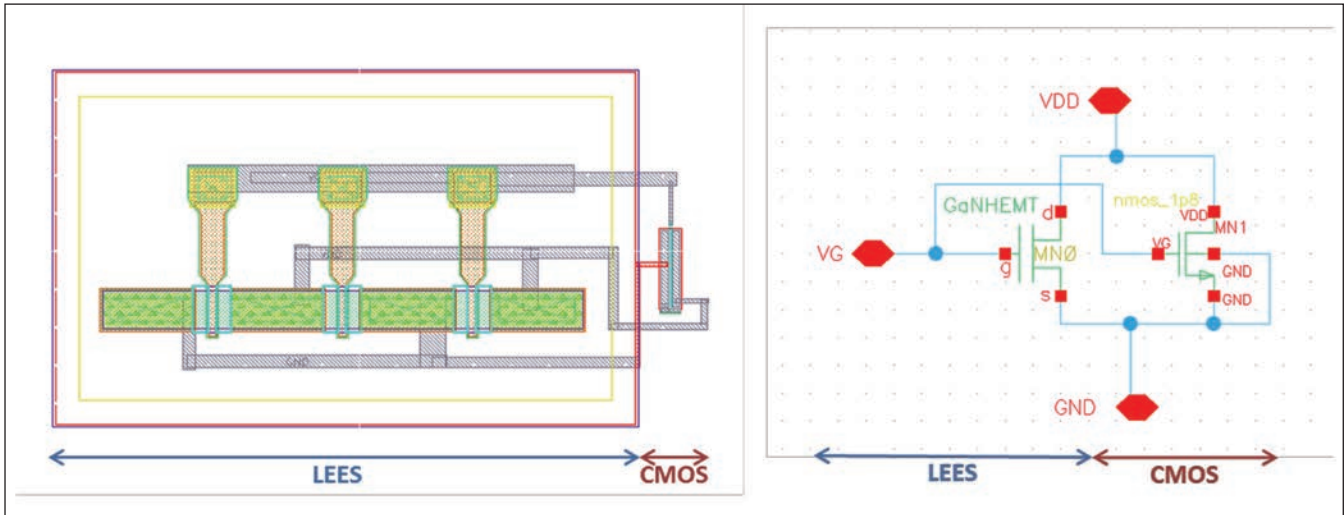 GND
LEES
CMOS
VDD
GaNHEMT
d
nmos_1p8
VDD
MN1
VG
g
MNØ
VG
GND
s
GND
GND
LEES
CMOS